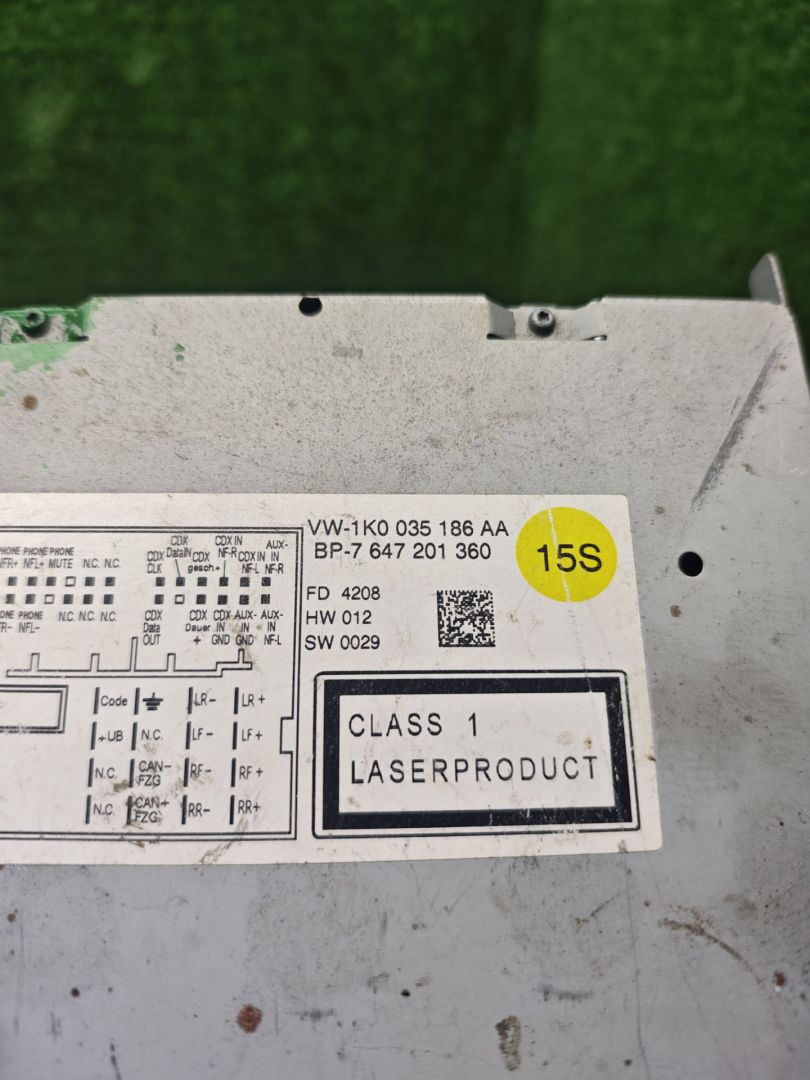 VW-1K0 035 186 AA
BP-7 647 201 360
15S
FD 4208
HW 012
SW 0029
CLASS 1
LASERPRODUCT
PHONE PHONE PHONE
NFL+ MUTE N.C. N.C.
CDX CLK
CDX DataIN
CDX gesch.+
CDX IN NF-R
CDX IN NF-L
AUX-IN NF-R
PHONE
NFL- N.C. N.C. N.C.
CDX Data OUT
CDX Dauer +
CDX IN GND
AUX-IN GND
AUX-IN NF-L
Code LR- LR+
+UB N.C. LF- LF+
N.C. CAN-FZG RF- RF+
N.C. CAN+FZG RR- RR+